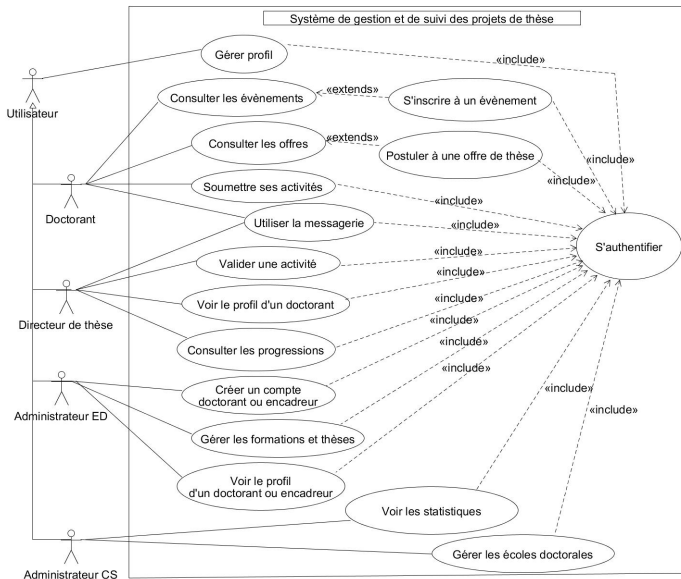 Système de gestion et de suivi des projets de thèse
Gérer profil
«include»
Utilisateur
Consulter les évènements
«extends»
S'inscrire à un évènement
Consulter les offres
«extends»
Postuler à une offre de thèse
«include»
«include»
Doctorant
Soumettre ses activités
«include»
Utiliser la messagerie
«include»
S'authentifier
Valider une activité
«include»
Voir le profil d'un doctorant
«include»
Directeur de thèse
«include»
Consulter les progressions
«include»
«include»
Créer un compte
doctorant ou encadreur
«include»
Administrateur ED
«include»
Gérer les formations et thèses
Voir le profil
d'un doctorant ou encadreur
Voir les statistiques
Gérer les écoles doctorales
Administrateur CS